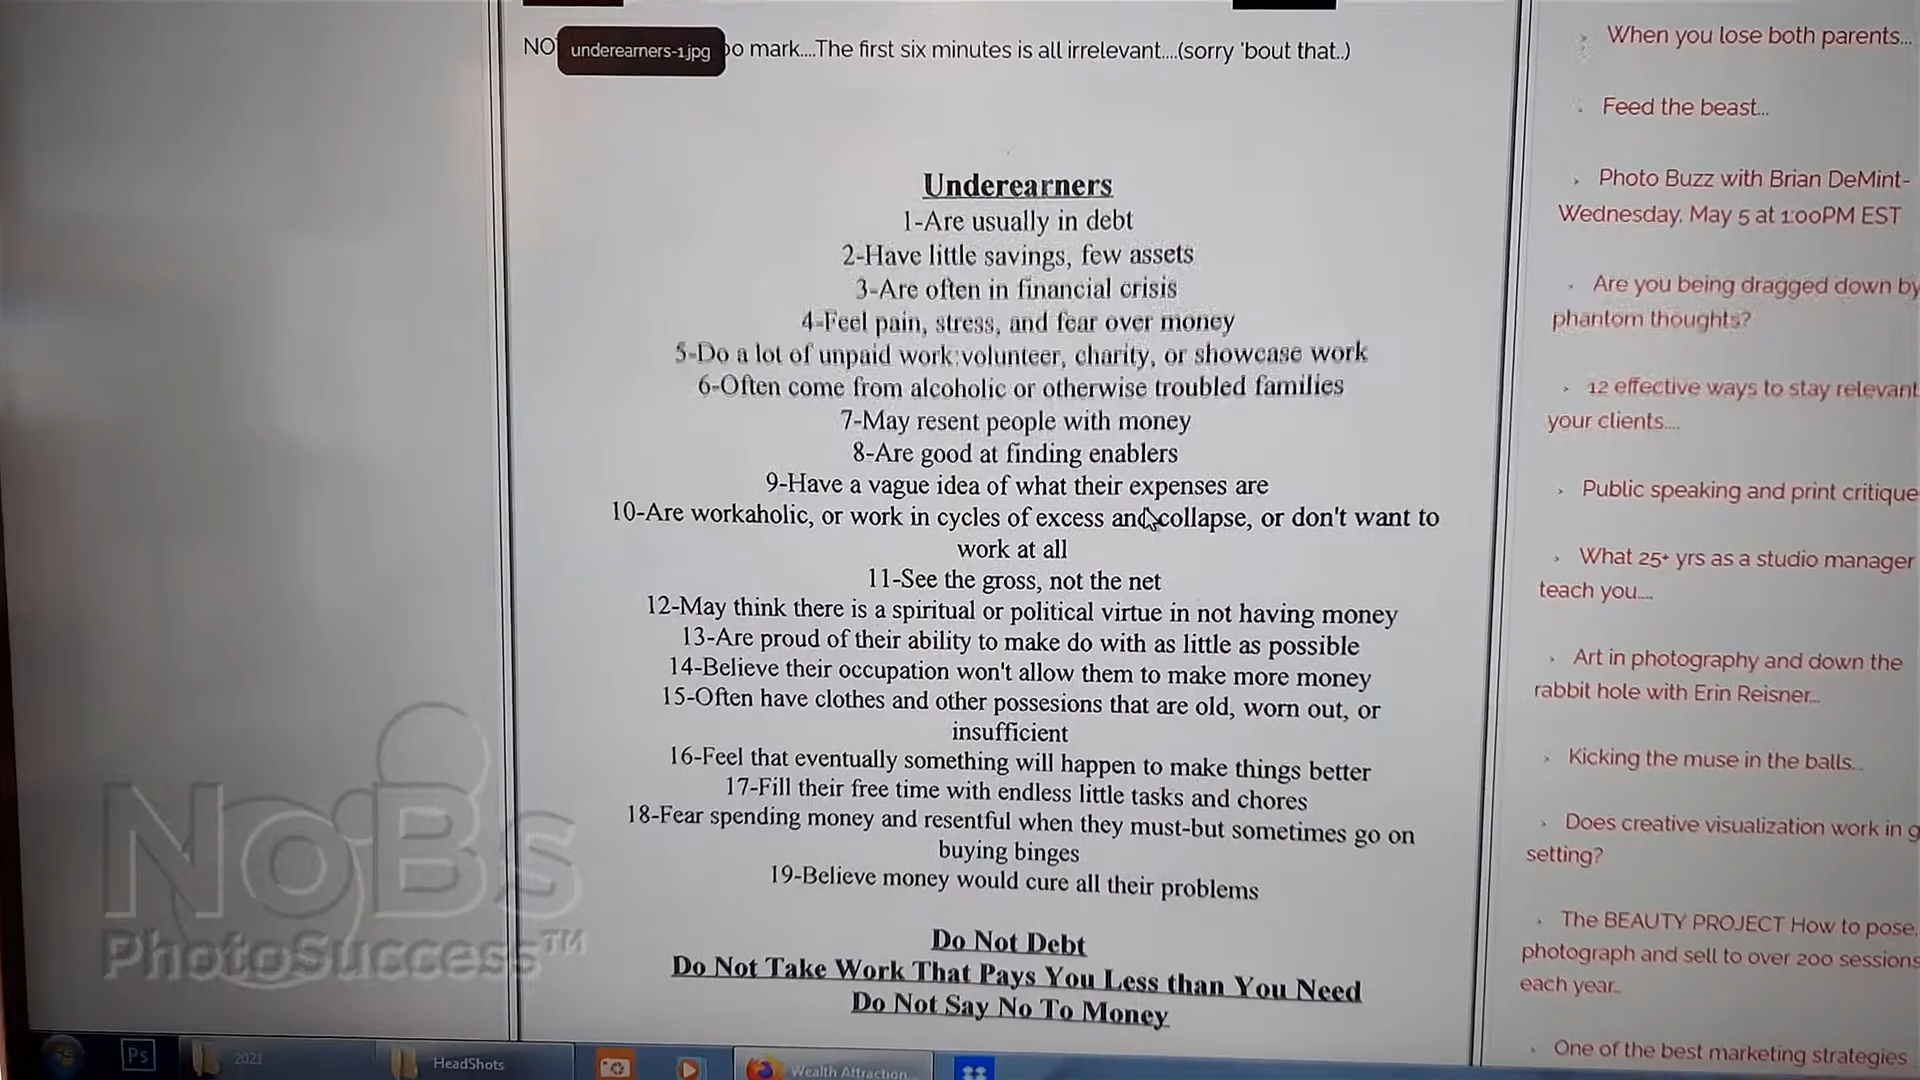 NO
underearners-1.jpg
oo mark....The first six minutes is all irrelevant....(sorry 'bout that..)
Underearners
1-Are usually in debt
2-Have little savings, few assets
3-Are often in financial crisis
4-Feel pain, stress, and fear over money
5-Do a lot of unpaid work:volunteer, charity, or showcase work
6-Often come from alcoholic or otherwise troubled families
7-May resent people with money
8-Are good at finding enablers
9-Have a vague idea of what their expenses are
10-Are workaholic, or work in cycles of excess and collapse, or don't want to
work at all
11-See the gross, not the net
12-May think there is a spiritual or political virtue in not having money
13-Are proud of their ability to make do with as little as possible
14-Believe their occupation won't allow them to make more money
15-Often have clothes and other possesions that are old, worn out, or
insufficient
16-Feel that eventually something will happen to make things better
17-Fill their free time with endless little tasks and chores
18-Fear spending money and resentful when they must-but sometimes go on
buying binges
19-Believe money would cure all their problems
Do Not Debt
Do Not Take Work That Pays You Less than You Need
Do Not Say No To Money
When you lose both parents...
Feed the beast...
Photo Buzz with Brian DeMint-
Wednesday, May 5 at 1:00PM EST
Are you being dragged down by
phantom thoughts?
12 effective ways to stay relevant
your clients....
Public speaking and print critique
What 25+ yrs as a studio manager
teach you....
Art in photography and down the
rabbit hole with Erin Reisner...
Kicking the muse in the balls...
Does creative visualization work in g
setting?
The BEAUTY PROJECT How to pose,
photograph and sell to over 200 sessions
each year..
One of the best marketing strategies
NoBs
PhotoSuccess™
Ps
2021
HeadShots
Wealth Attraction...